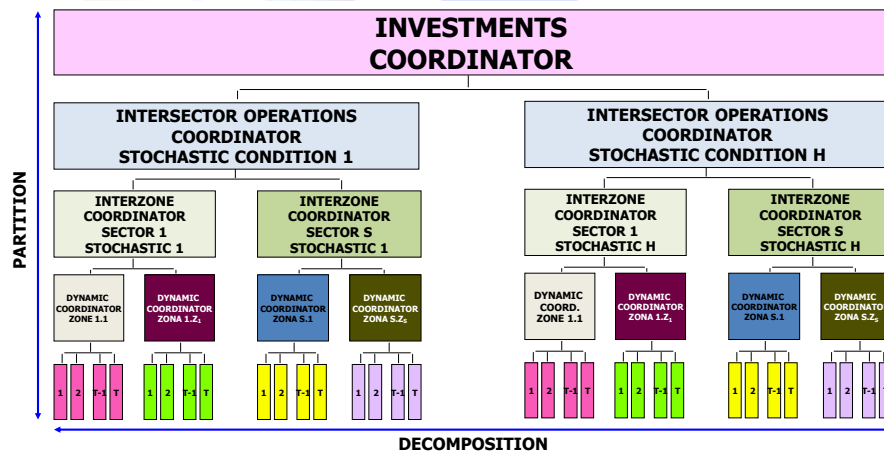 INVESTMENTS
COORDINATOR
INTERSECTOR OPERATIONS
COORDINATOR
STOCHASTIC CONDITION 1
INTERSECTOR OPERATIONS
COORDINATOR
STOCHASTIC CONDITION H
INTERZONE
COORDINATOR
SECTOR 1
STOCHASTIC 1
INTERZONE
COORDINATOR
SECTOR S
STOCHASTIC 1
INTERZONE
COORDINATOR
SECTOR 1
STOCHASTIC H
INTERZONE
COORDINATOR
SECTOR S
STOCHASTIC H
DYNAMIC
COORDINATOR
ZONE 1.1
DYNAMIC
COORDINATOR
ZONA 1.Z₁
DYNAMIC
COORDINATOR
ZONA S.1
DYNAMIC
COORDINATOR
ZONA S.Zₛ
DYNAMIC
COORD.
ZONE 1.1
DYNAMIC
COORDINATOR
ZONA 1.Z₁
DYNAMIC
COORDINATOR
ZONA S.1
DYNAMIC
COORDINATOR
ZONA S.Zₛ
1 2 T-1 T
1 2 T-1 T
1 2 T-1 T
1 2 T-1 T
1 2 T-1 T
1 2 T-1 T
1 2 T-1 T
1 2 T-1 T
PARTITION
DECOMPOSITION